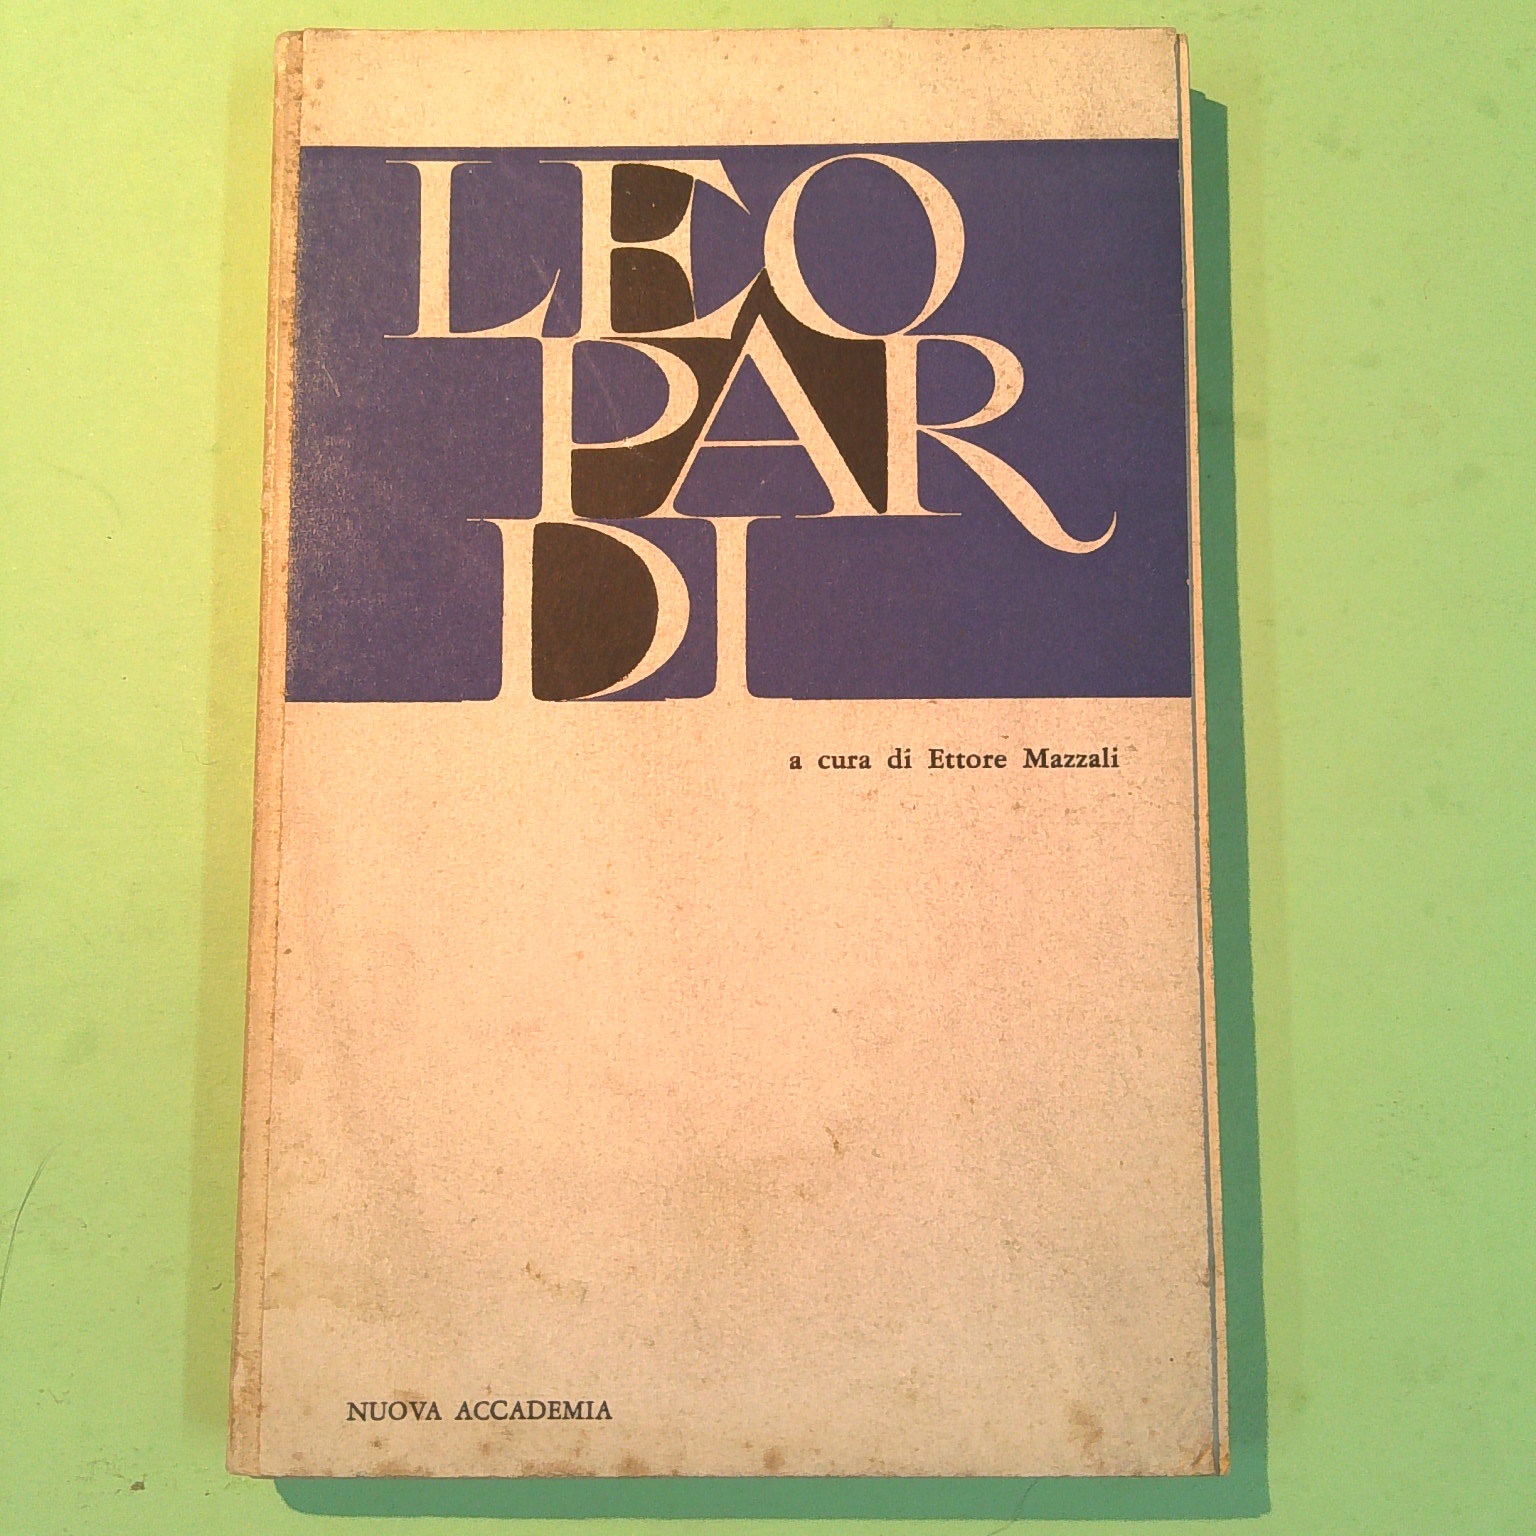 LEO
PAR
DI
a cura di Ettore Mazzali
NUOVA ACCADEMIA